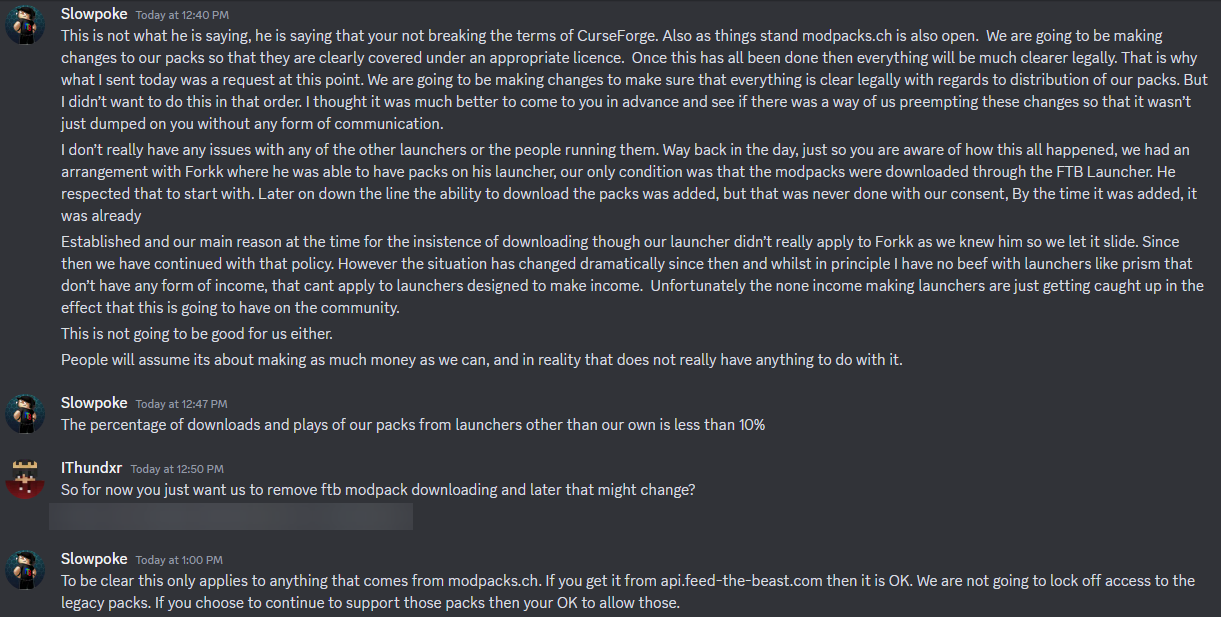 Slowpoke Today at 12:40 PM
This is not what he is saying, he is saying that your not breaking the terms of CurseForge. Also as things stand modpacks.ch is also open.  We are going to be making
changes to our packs so that they are clearly covered under an appropriate licence.  Once this has all been done then everything will be much clearer legally. That is why
what I sent today was a request at this point. We are going to be making changes to make sure that everything is clear legally with regards to distribution of our packs. But
I didn't want to do this in that order. I thought it was much better to come to you in advance and see if there was a way of us preempting these changes so that it wasn't
just dumped on you without any form of communication.
I don't really have any issues with any of the other launchers or the people running them. Way back in the day, just so you are aware of how this all happened, we had an
arrangement with Forkk where he was able to have packs on his launcher, our only condition was that the modpacks were downloaded through the FTB Launcher. He
respected that to start with. Later on down the line the ability to download the packs was added, but that was never done with our consent, By the time it was added, it
was already
Established and our main reason at the time for the insistence of downloading though our launcher didn't really apply to Forkk as we knew him so we let it slide. Since
then we have continued with that policy. However the situation has changed dramatically since then and whilst in principle I have no beef with launchers like prism that
don't have any form of income, that cant apply to launchers designed to make income.  Unfortunately the none income making launchers are just getting caught up in the
effect that this is going to have on the community.
This is not going to be good for us either.
People will assume its about making as much money as we can, and in reality that does not really have anything to do with it.
Slowpoke Today at 12:47 PM
The percentage of downloads and plays of our packs from launchers other than our own is less than 10%
IThundxr Today at 12:50 PM
So for now you just want us to remove ftb modpack downloading and later that might change?
Slowpoke Today at 1:00 PM
To be clear this only applies to anything that comes from modpacks.ch. If you get it from api.feed-the-beast.com then it is OK. We are not going to lock off access to the
legacy packs. If you choose to continue to support those packs then your OK to allow those.